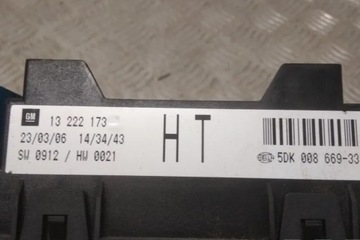 GM
13 222 173
23/03/06 14/34/43
SW 0912 / HW 0021
HT
HELLA 5DK 008 669-33